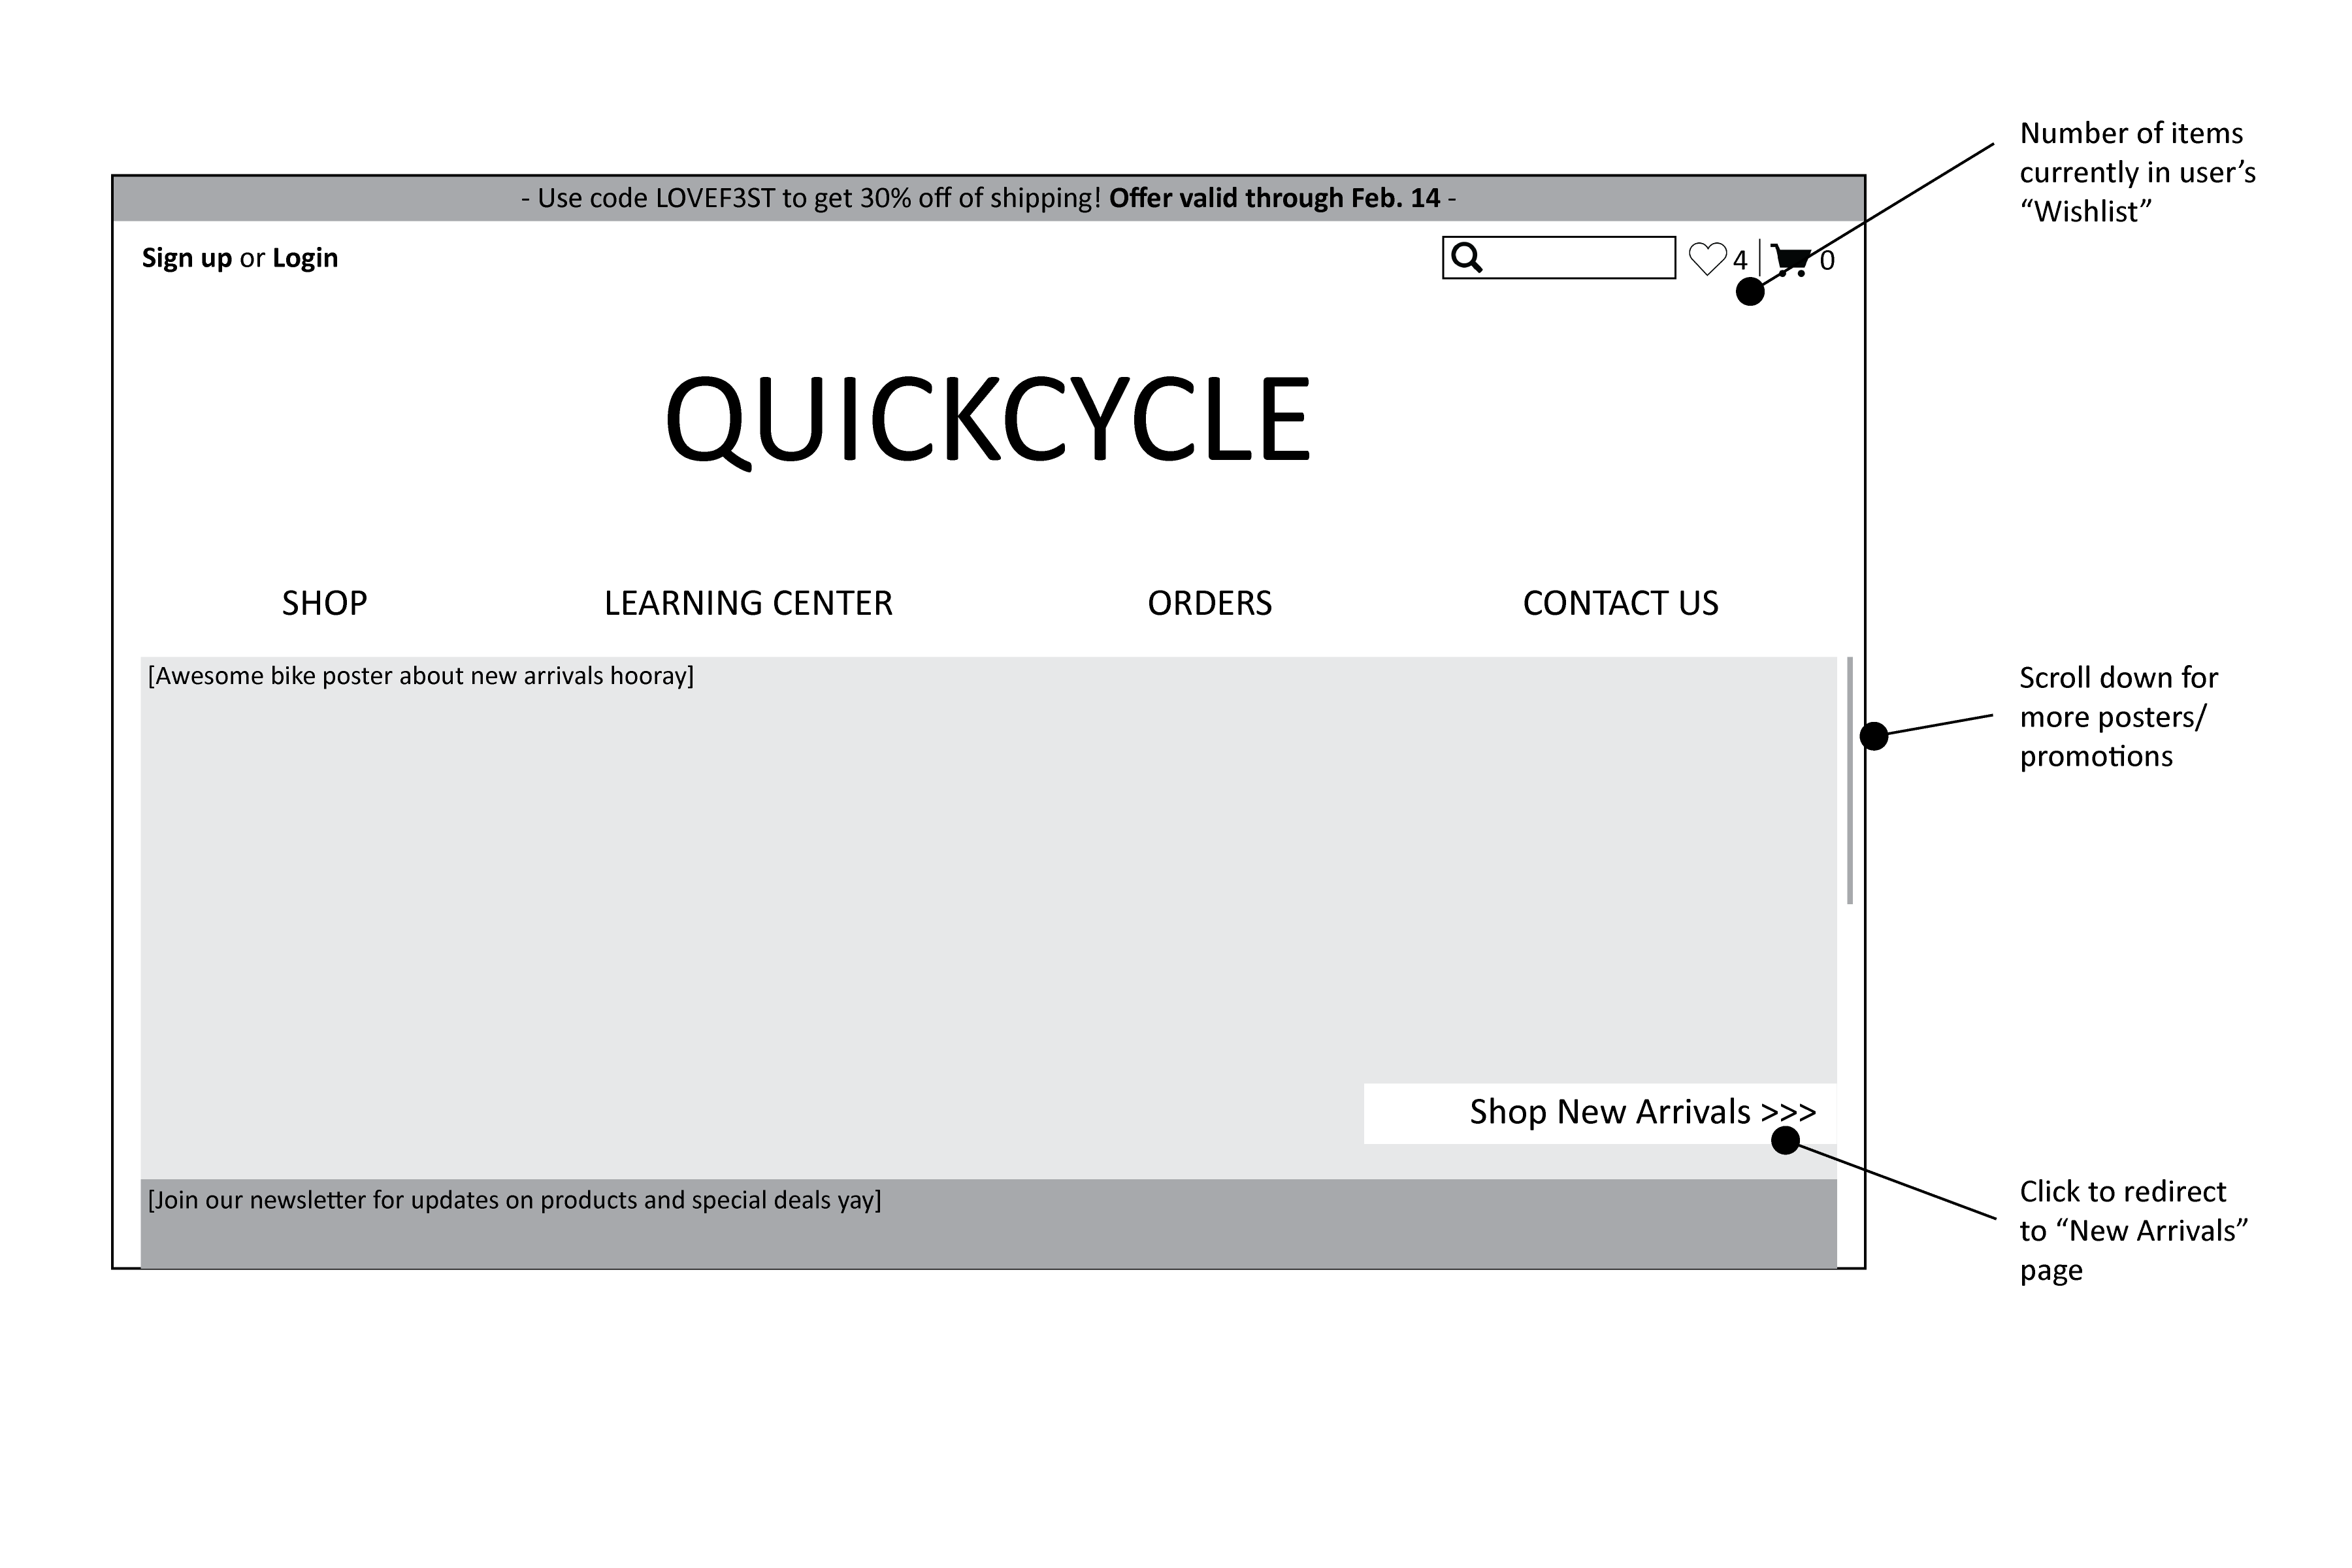 - Use code LOVEF3ST to get 30% off of shipping! Offer valid through Feb. 14 -
Sign up or Login
4
0
QUICKCYCLE
SHOP
LEARNING CENTER
ORDERS
CONTACT US
[Awesome bike poster about new arrivals hooray]
Shop New Arrivals >>>
[Join our newsletter for updates on products and special deals yay]
Number of items
currently in user’s
“Wishlist”
Scroll down for
more posters/
promotions
Click to redirect
to “New Arrivals”
page